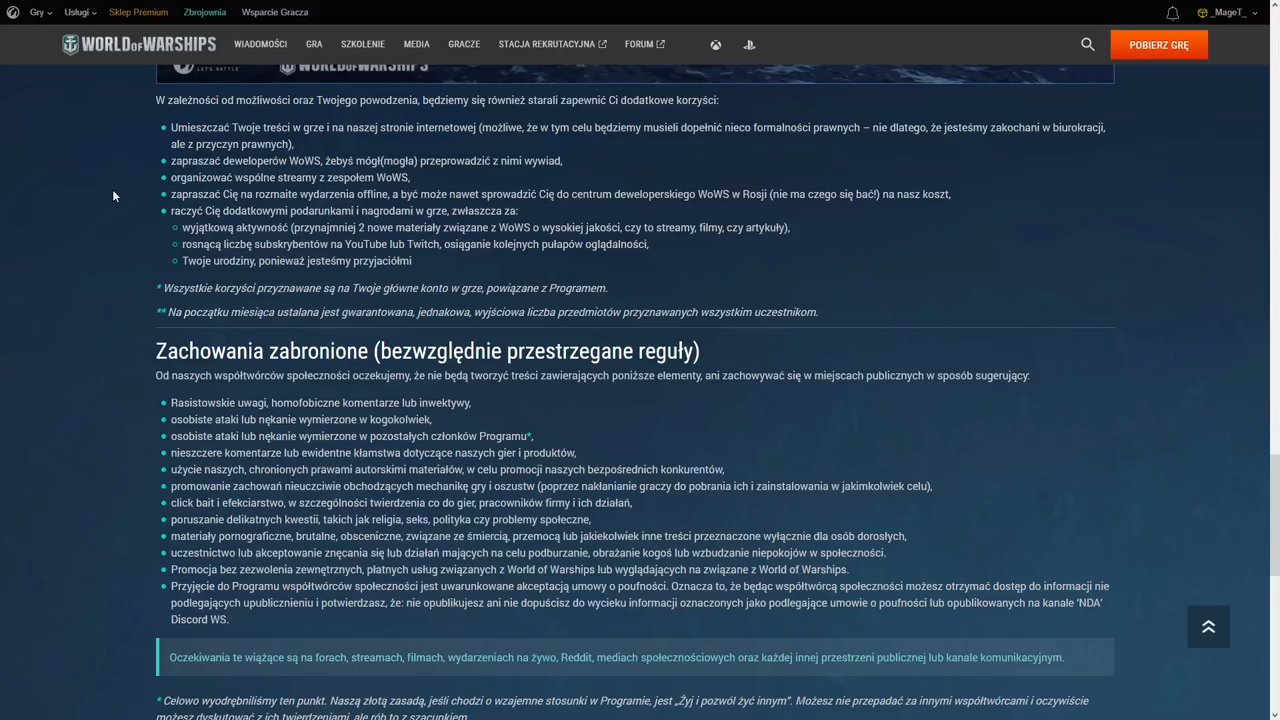 Gry Usługi Sklep Premium Zbrojownia Wsparcie Gracza _MageT_
WORLD OF WARSHIPS WIADOMOŚCI GRA SZKOLENIE MEDIA GRACZE STACJA REKRUTACYJNA FORUM POBIERZ GRĘ
LET'S BATTLE WORLD OF WARSHIPS
W zależności od możliwości oraz Twojego powodzenia, będziemy się również starali zapewnić Ci dodatkowe korzyści:
Umieszczać Twoje treści w grze i na naszej stronie internetowej (możliwe, że w tym celu będziemy musieli dopełnić nieco formalności prawnych – nie dlatego, że jesteśmy zakochani w biurokracji,
ale z przyczyn prawnych),
zapraszać deweloperów WoWS, żebyś mógł(mogła) przeprowadzić z nimi wywiad,
organizować wspólne streamy z zespołem WoWS,
zapraszać Cię na rozmaite wydarzenia offline, a być może nawet sprowadzić Cię do centrum deweloperskiego WoWS w Rosji (nie ma czego się bać!) na nasz koszt,
raczyć Cię dodatkowymi podarunkami i nagrodami w grze, zwłaszcza za:
wyjątkową aktywność (przynajmniej 2 nowe materiały związane z WoWS o wysokiej jakości, czy to streamy, filmy, czy artykuły),
rosnącą liczbę subskrybentów na YouTube lub Twitch, osiąganie kolejnych pułapów oglądalności,
Twoje urodziny, ponieważ jesteśmy przyjaciółmi
* Wszystkie korzyści przyznawane są na Twoje główne konto w grze, powiązane z Programem.
** Na początku miesiąca ustalana jest gwarantowana, jednakowa, wyjściowa liczba przedmiotów przyznawanych wszystkim uczestnikom.
Zachowania zabronione (bezwzględnie przestrzegane reguły)
Od naszych współtwórców społeczności oczekujemy, że nie będą tworzyć treści zawierających poniższe elementy, ani zachowywać się w miejscach publicznych w sposób sugerujący:
Rasistowskie uwagi, homofobiczne komentarze lub inwektywy,
osobiste ataki lub nękanie wymierzone w kogokolwiek,
osobiste ataki lub nękanie wymierzone w pozostałych członków Programu*,
nieszczere komentarze lub ewidentne kłamstwa dotyczące naszych gier i produktów,
użycie naszych, chronionych prawami autorskimi materiałów, w celu promocji naszych bezpośrednich konkurentów,
promowanie zachowań nieuczciwie obchodzących mechanikę gry i oszustw (poprzez nakłanianie graczy do pobrania ich i zainstalowania w jakimkolwiek celu),
click bait i efekciarstwo, w szczególności twierdzenia co do gier, pracowników firmy i ich działań,
poruszanie delikatnych kwestii, takich jak religia, seks, polityka czy problemy społeczne,
materiały pornograficzne, brutalne, obsceniczne, związane ze śmiercią, przemocą lub jakiekolwiek inne treści przeznaczone wyłącznie dla osób dorosłych,
uczestnictwo lub akceptowanie znęcania się lub działań mających na celu podburzanie, obrażanie kogoś lub wzbudzanie niepokojów w społeczności.
Promocja bez zezwolenia zewnętrznych, płatnych usług związanych z World of Warships lub wyglądających na związane z World of Warships.
Przyjęcie do Programu współtwórców społeczności jest uwarunkowane akceptacją umowy o poufności. Oznacza to, że będąc współtwórcą społeczności możesz otrzymać dostęp do informacji nie
podlegających upublicznieniu i potwierdzasz, że: nie opublikujesz ani nie dopuścisz do wycieku informacji oznaczonych jako podlegające umowie o poufności lub opublikowanych na kanale 'NDA'
Discord WS.
Oczekiwania te wiążące są na forach, streamach, filmach, wydarzeniach na żywo, Reddit, mediach społecznościowych oraz każdej innej przestrzeni publicznej lub kanale komunikacyjnym.
* Celowo wyodrębniliśmy ten punkt. Naszą złotą zasadą, jeśli chodzi o wzajemne stosunki w Programie, jest „Żyj i pozwól żyć innym”. Możesz nie przepadać za innymi współtwórcami i oczywiście
możesz dyskutować z ich twierdzeniami, ale rób to z szacunkiem.